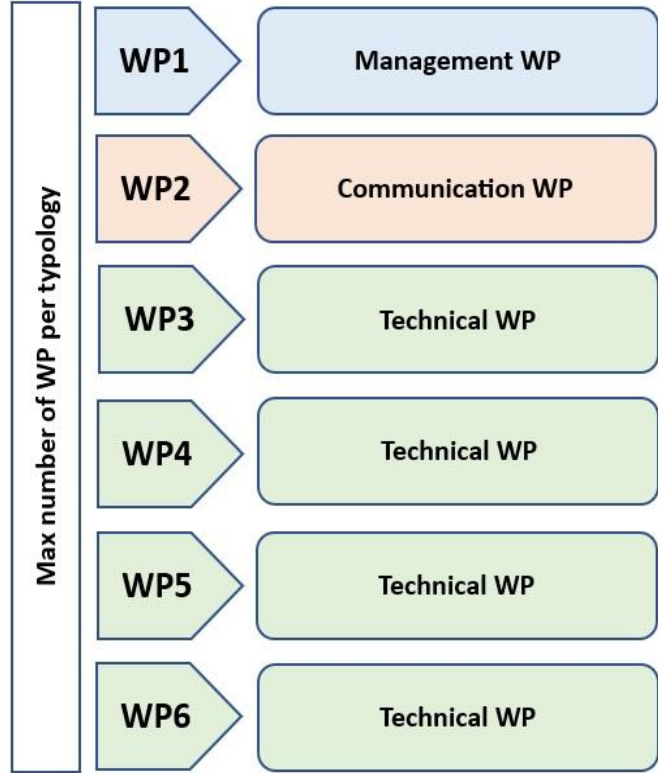 Max number of WP per typology
WP1
Management WP
WP2
Communication WP
WP3
Technical WP
WP4
Technical WP
WP5
Technical WP
WP6
Technical WP